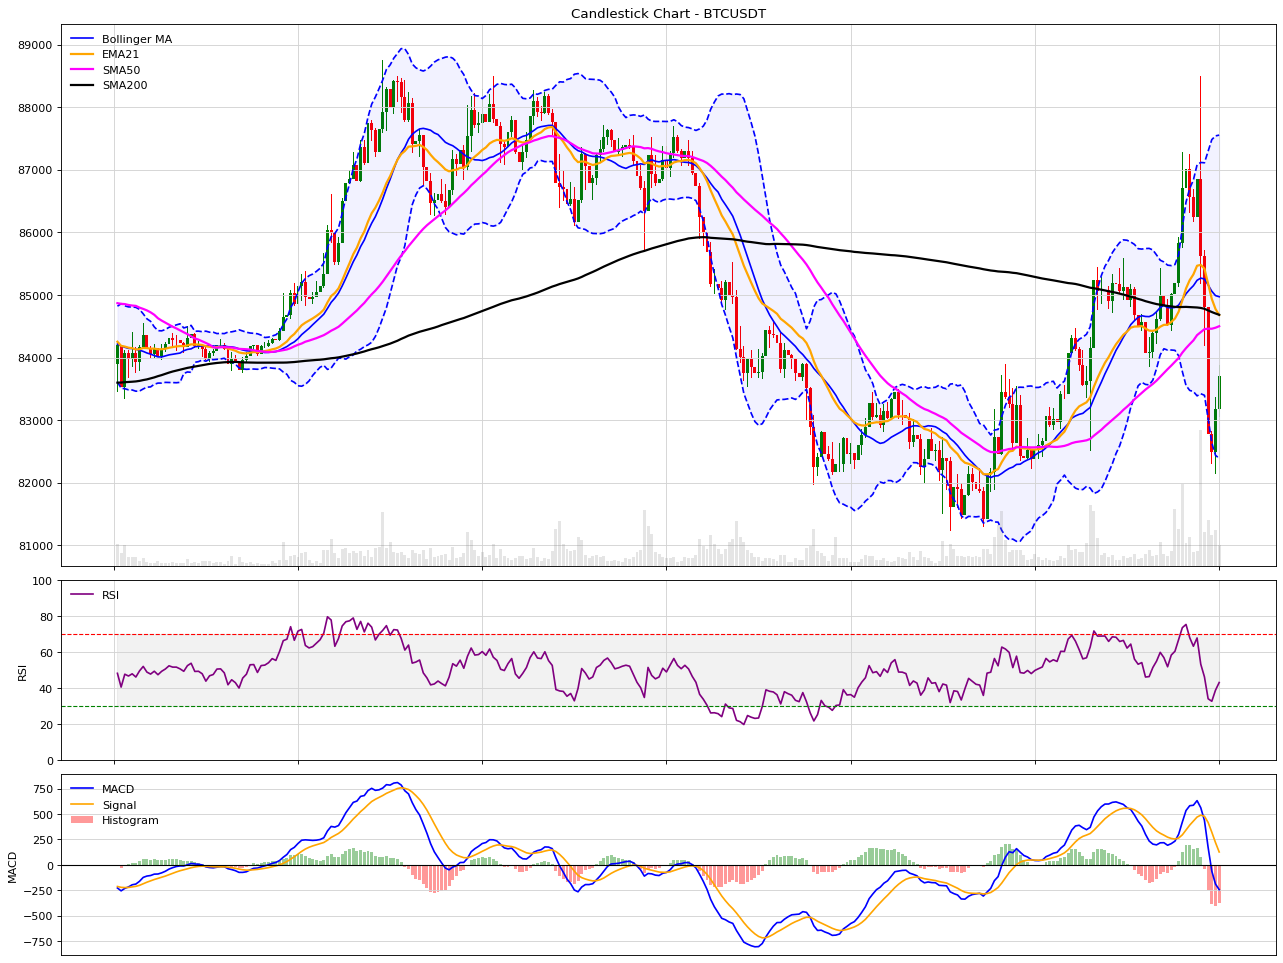 Candlestick Chart - BTCUSDT
Bollinger MA
EMA21
SMA50
SMA200
89000
88000
87000
86000
85000
84000
83000
82000
81000
RSI
100
80
60
40
20
0
RSI
MACD
Signal
Histogram
750
500
250
0
−250
−500
−750
MACD